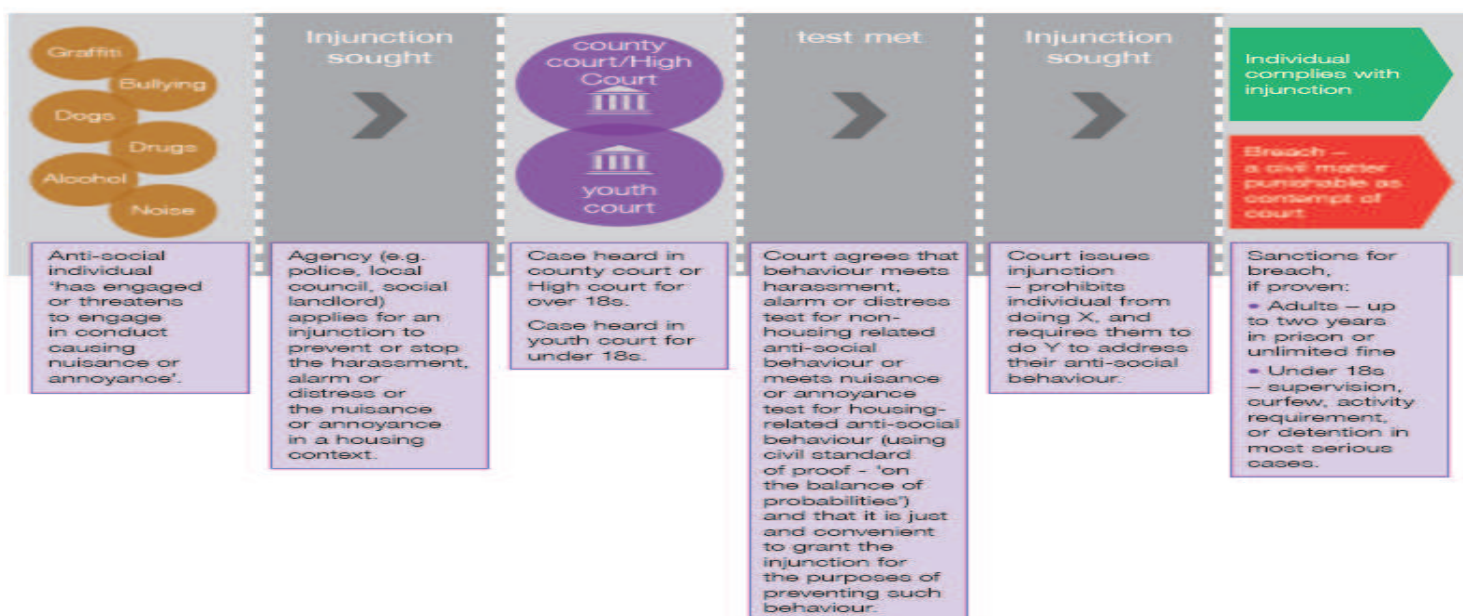 Graffiti
Bullying
Dogs
Drugs
Alcohol
Noise
Injunction
sought
county
court/High
Court
youth
court
test met
Injunction
sought
Individual
complies with
injunction
Breach –
a civil matter
punishable as
contempt of
court
Anti-social
individual
‘has engaged
or threatens
to engage
in conduct
causing
nuisance or
annoyance’.
Agency (e.g.
police, local
council, social
landlord)
applies for an
injunction to
prevent or stop
the harassment,
alarm or
distress or
the nuisance
or annoyance
in a housing
context.
Case heard in
county court or
High court for
over 18s.
Case heard in
youth court for
under 18s.
Court agrees that
behaviour meets
harassment,
alarm or distress
test for non-
housing related
anti-social
behaviour or
meets nuisance
or annoyance
test for housing-
related anti-social
behaviour (using
civil standard
of proof - ‘on
the balance of
probabilities’)
and that it is just
and convenient
to grant the
injunction for
the purposes of
preventing such
behaviour.
Court issues
injunction
– prohibits
individual from
doing X, and
requires them to
do Y to address
their anti-social
behaviour.
Sanctions for
breach,
if proven:
• Adults – up
to two years
in prison or
unlimited fine
• Under 18s
– supervision,
curfew, activity
requirement,
or detention in
most serious
cases.